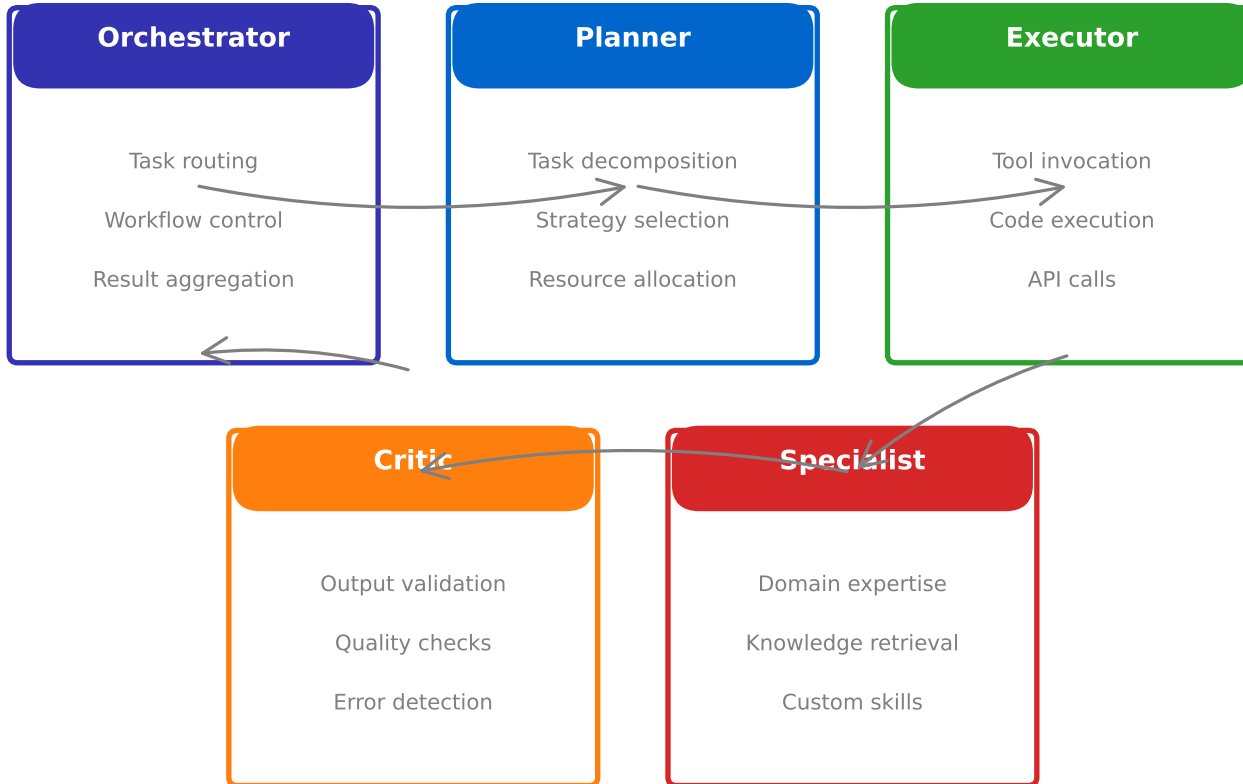 Orchestrator
Task routing
Workflow control
Result aggregation
Planner
Task decomposition
Strategy selection
Resource allocation
Executor
Tool invocation
Code execution
API calls
Critic
Output validation
Quality checks
Error detection
Specialist
Domain expertise
Knowledge retrieval
Custom skills